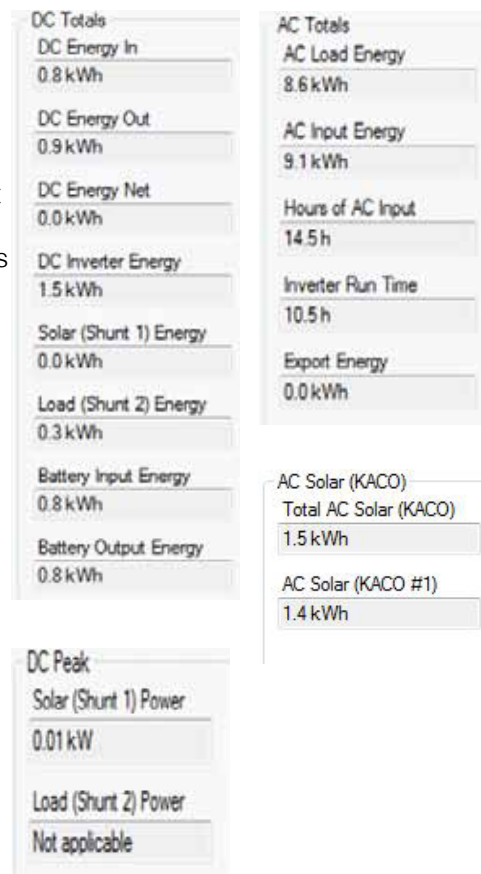 DC Totals
DC Energy In
0.8 kWh
DC Energy Out
0.9 kWh
DC Energy Net
0.0 kWh
DC Inverter Energy
1.5 kWh
Solar (Shunt 1) Energy
0.0 kWh
Load (Shunt 2) Energy
0.3 kWh
Battery Input Energy
0.8 kWh
Battery Output Energy
0.8 kWh
AC Totals
AC Load Energy
8.6 kWh
AC Input Energy
9.1 kWh
Hours of AC Input
14.5 h
Inverter Run Time
10.5 h
Export Energy
0.0 kWh
AC Solar (KACO)
Total AC Solar (KACO)
1.5 kWh
AC Solar (KACO #1)
1.4 kWh
DC Peak
Solar (Shunt 1) Power
0.01 kW
Load (Shunt 2) Power
Not applicable